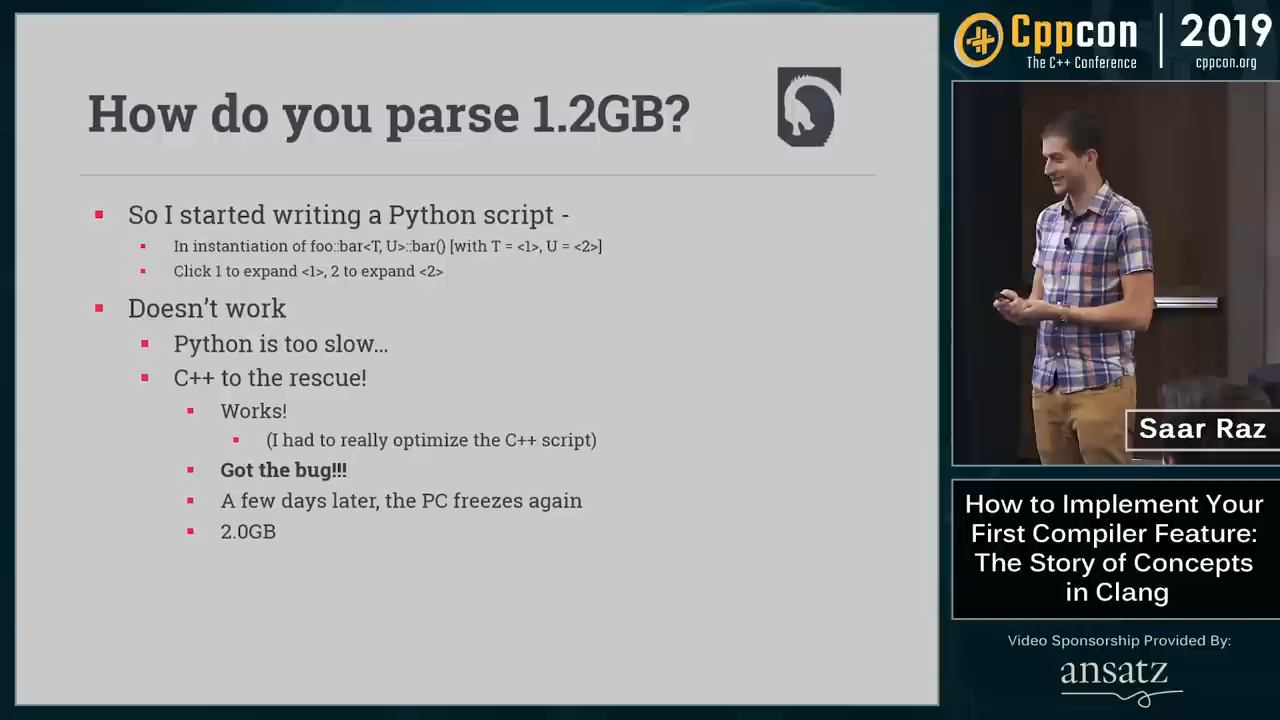 How do you parse 1.2GB?
So I started writing a Python script -
In instantiation of foo::bar<T, U>::bar() [with T = <1>, U = <2>]
Click 1 to expand <1>, 2 to expand <2>
Doesn't work
Python is too slow...
C++ to the rescue!
Works!
(I had to really optimize the C++ script)
Got the bug!!!
A few days later, the PC freezes again
2.0GB
Cppcon | 2019
The C++ Conference
cppcon.org
Saar Raz
How to Implement Your
First Compiler Feature:
The Story of Concepts
in Clang
Video Sponsorship Provided By:
ansatz